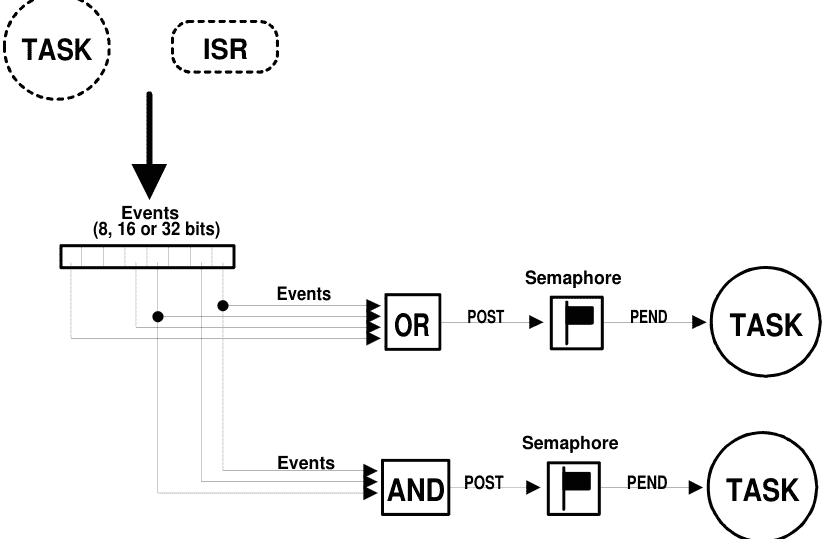 TASK
ISR
Events
(8, 16 or 32 bits)
Events
OR
POST
Semaphore
PEND
TASK
Events
AND
POST
Semaphore
PEND
TASK